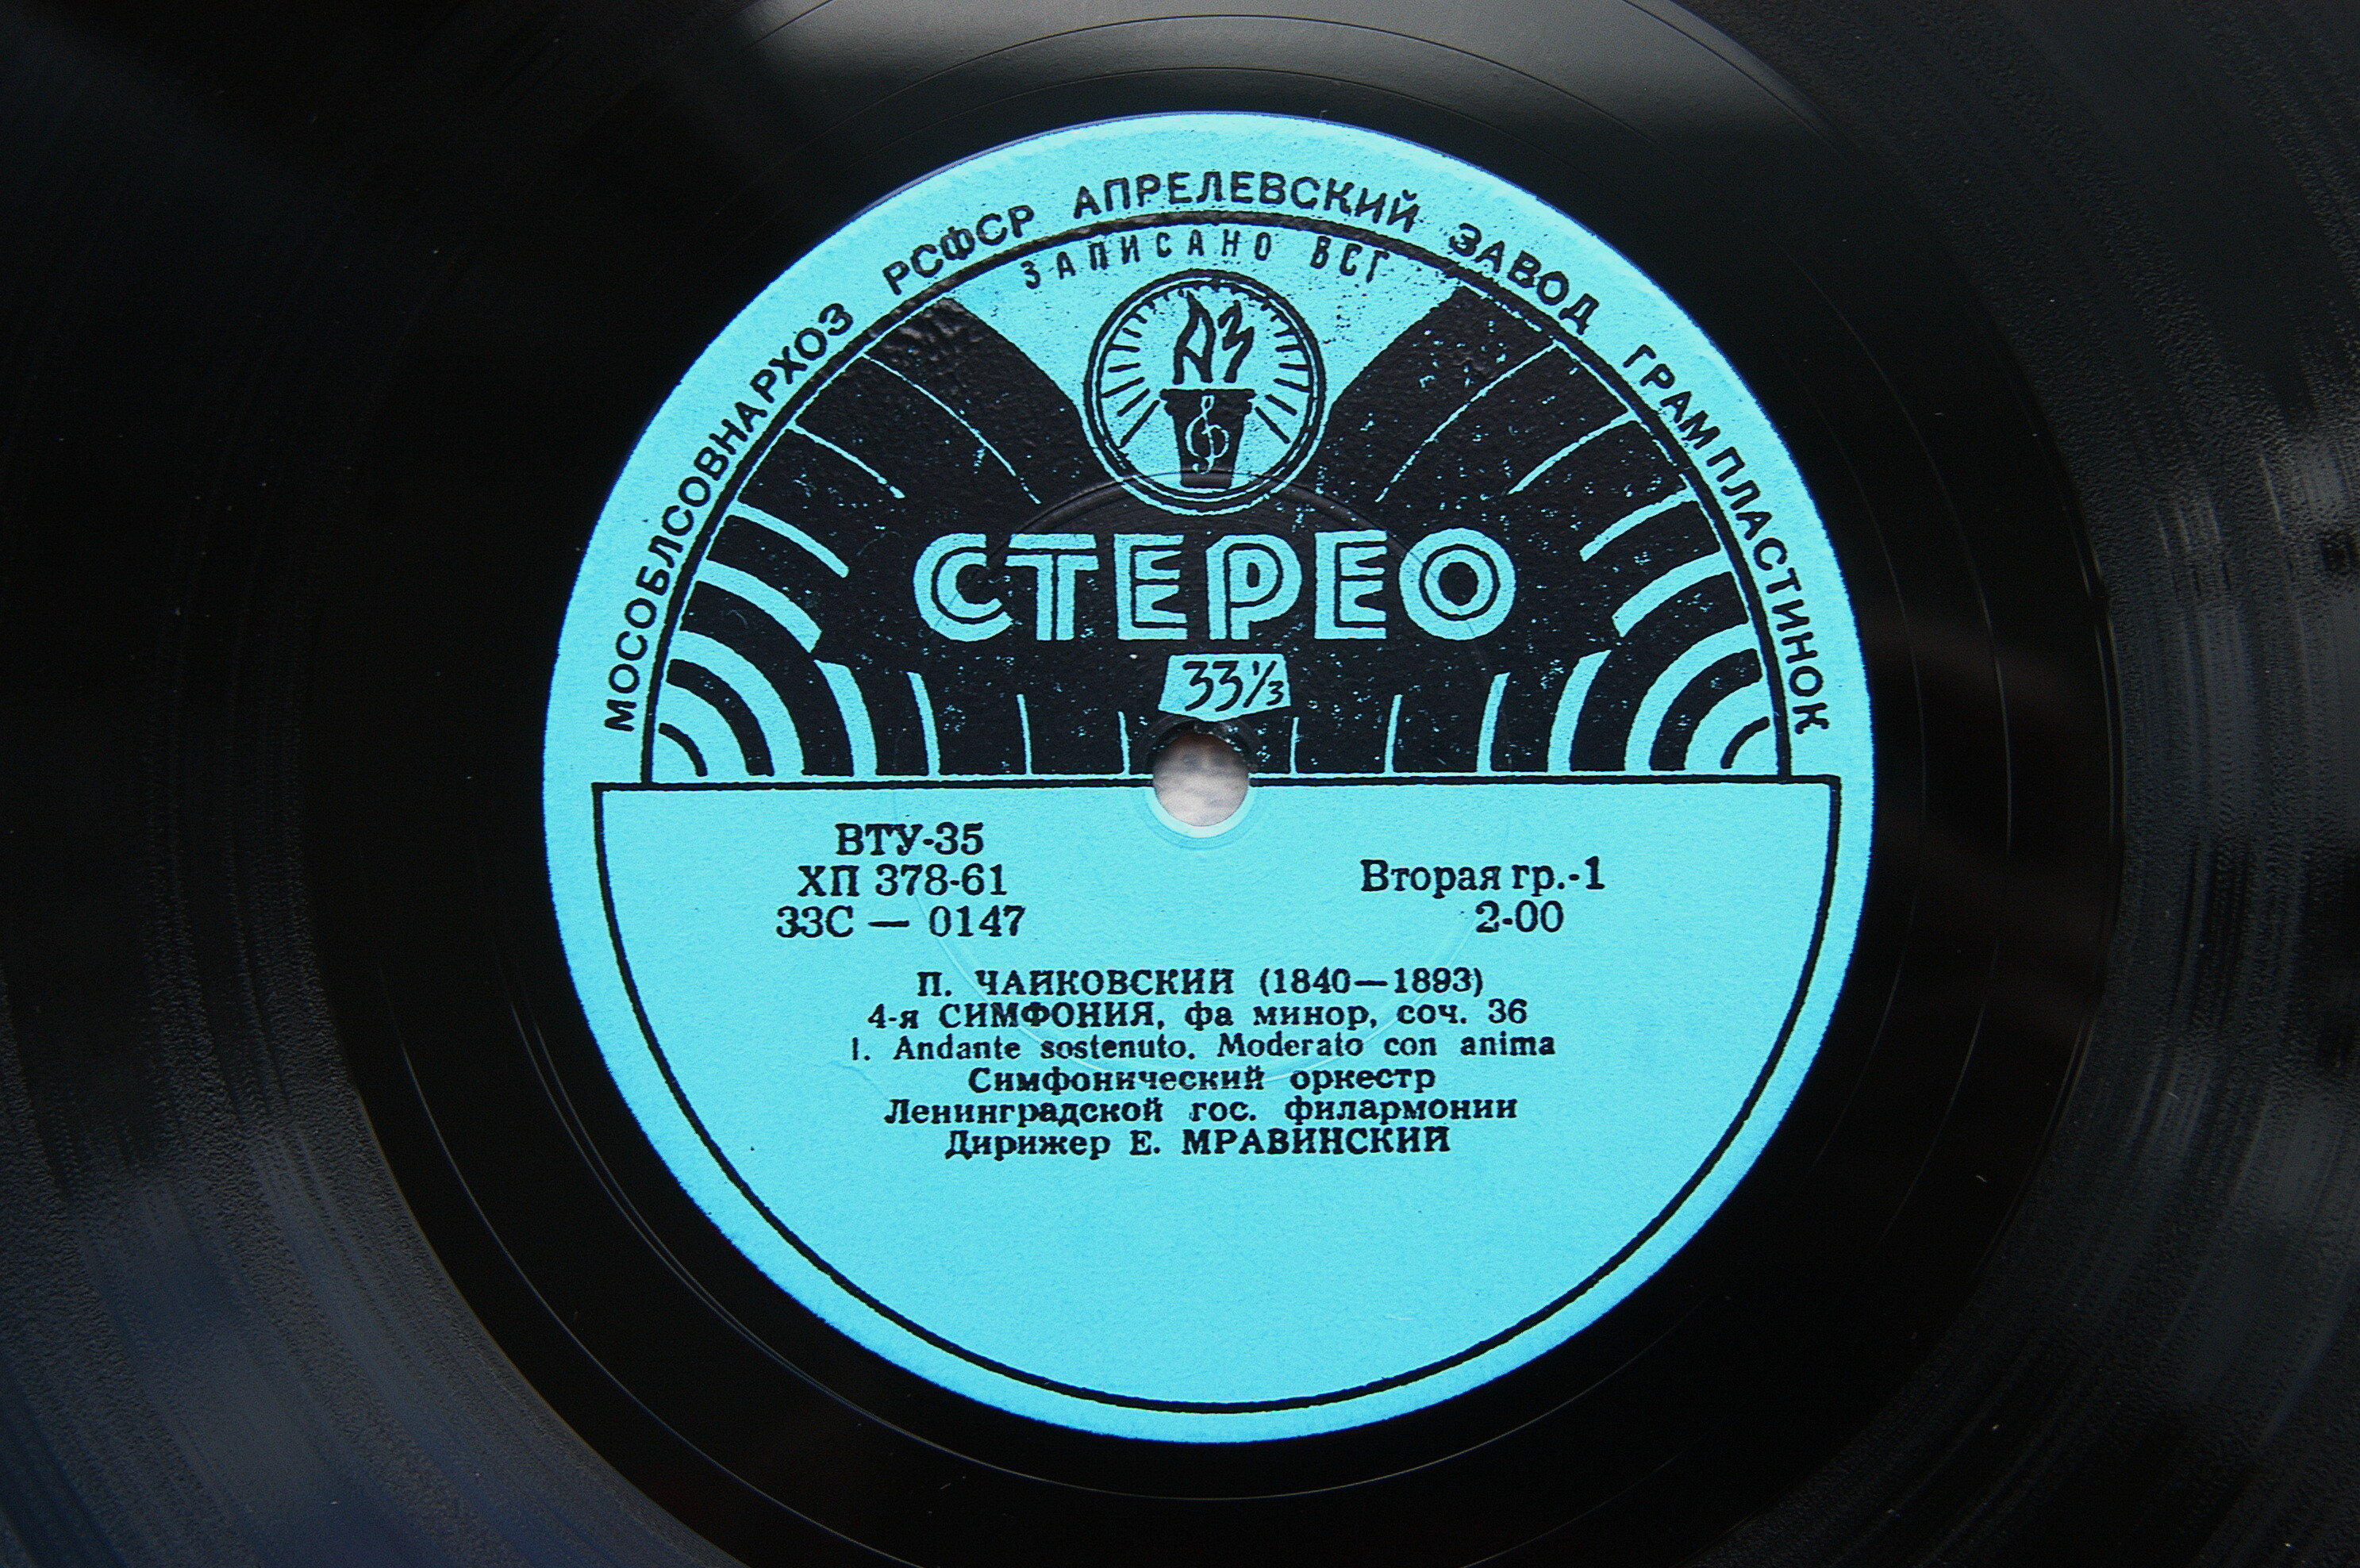 МОСОБЛСОВНАРХОЗ РСФСР АПРЕЛЕВСКИЙ ЗАВОД ГРАМПЛАСТИНОК
ЗАПИСАНО ВСГ
АЗ
СТЕРЕО
33⅓
ВТУ-35
ХП 378-61
33С — 0147
Вторая гр.-1
2-00
П. ЧАЙКОВСКИЙ (1840—1893)
4-я СИМФОНИЯ, фа минор, соч. 36
1. Andante sostenuto. Moderato con anima
Симфонический оркестр
Ленинградской гос. филармонии
Дирижер Е. МРАВИНСКИЙ